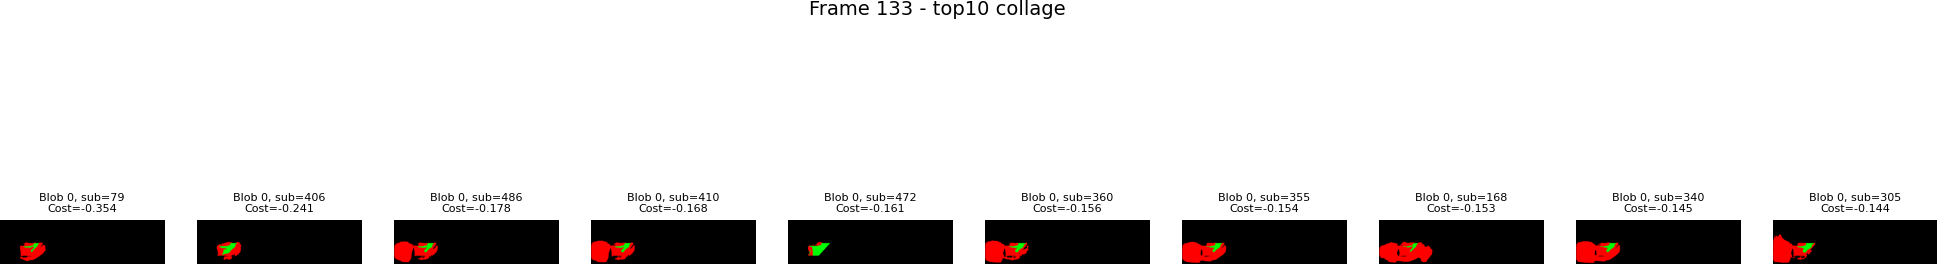 Frame 133 - top10 collage
Blob 0, sub=79
Cost=-0.354
Blob 0, sub=406
Cost=-0.241
Blob 0, sub=486
Cost=-0.178
Blob 0, sub=410
Cost=-0.168
Blob 0, sub=472
Cost=-0.161
Blob 0, sub=360
Cost=-0.156
Blob 0, sub=355
Cost=-0.154
Blob 0, sub=168
Cost=-0.153
Blob 0, sub=340
Cost=-0.145
Blob 0, sub=305
Cost=-0.144